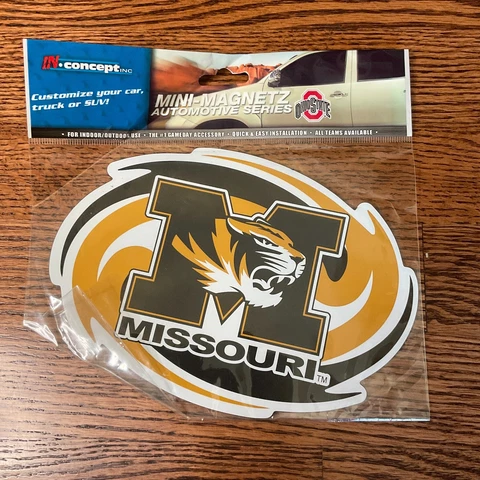 IN.concept INC
Customize your car,
truck or SUV!
MINI-MAGNETZ
AUTOMOTIVE SERIES
OHIO STATE
• FOR INDOOR/OUTDOOR USE • THE #1 GAMEDAY ACCESSORY • QUICK & EASY INSTALLATION • ALL TEAMS AVAILABLE •
M
MISSOURI TM